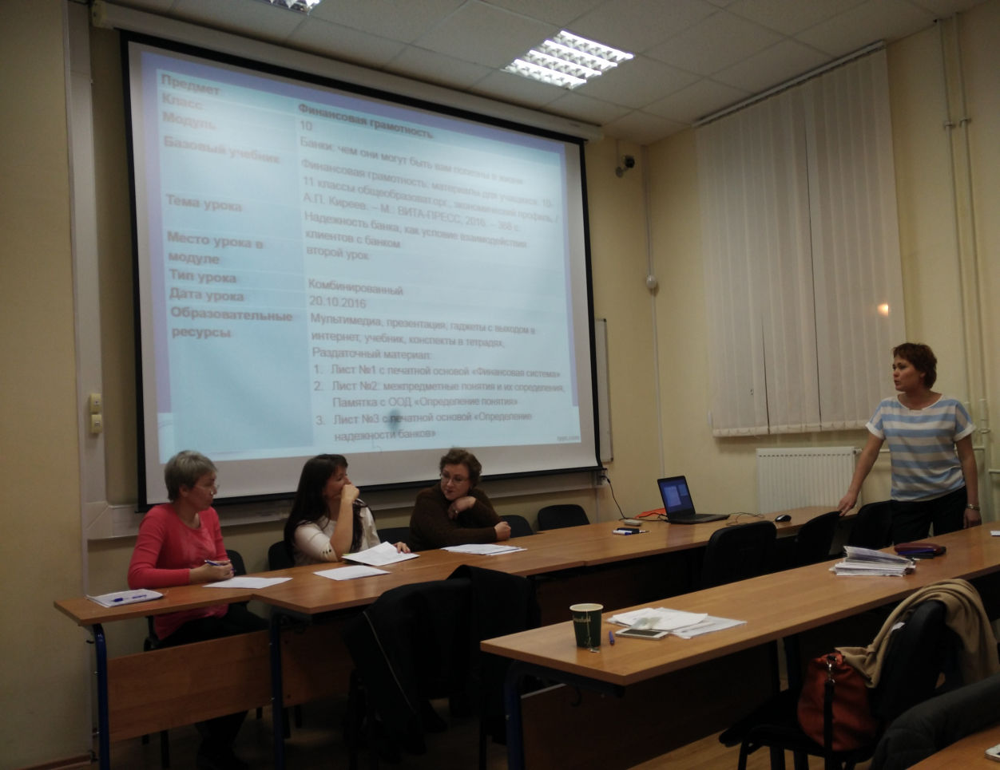 Предмет
Финансовая грамотность
Класс
10
Модуль
Банки: чем они могут быть вам полезны в жизни
Базовый учебник
Финансовая грамотность: материалы для учащихся. 10-
11 классы общеобразоват.орг., экономический профиль. /
А.П. Киреев. – М.: ВИТА-ПРЕСС, 2016. – 368 с.
Тема урока
Надежность банка, как условие взаимодействия
клиентов с банком
Место урока в
модуле
второй урок
Тип урока
Комбинированный
Дата урока
20.10.2016
Образовательные
ресурсы
Мультимедиа, презентация, гаджеты с выходом в
интернет, учебник, конспекты в тетрадях,
Раздаточный материал:
1. Лист №1 с печатной основой «Финансовая система»
2. Лист №2: межпредметные понятия и их определения,
Памятка с ООД «Определение понятия»
3. Лист №3 с печатной основой «Определение
надежности банков»